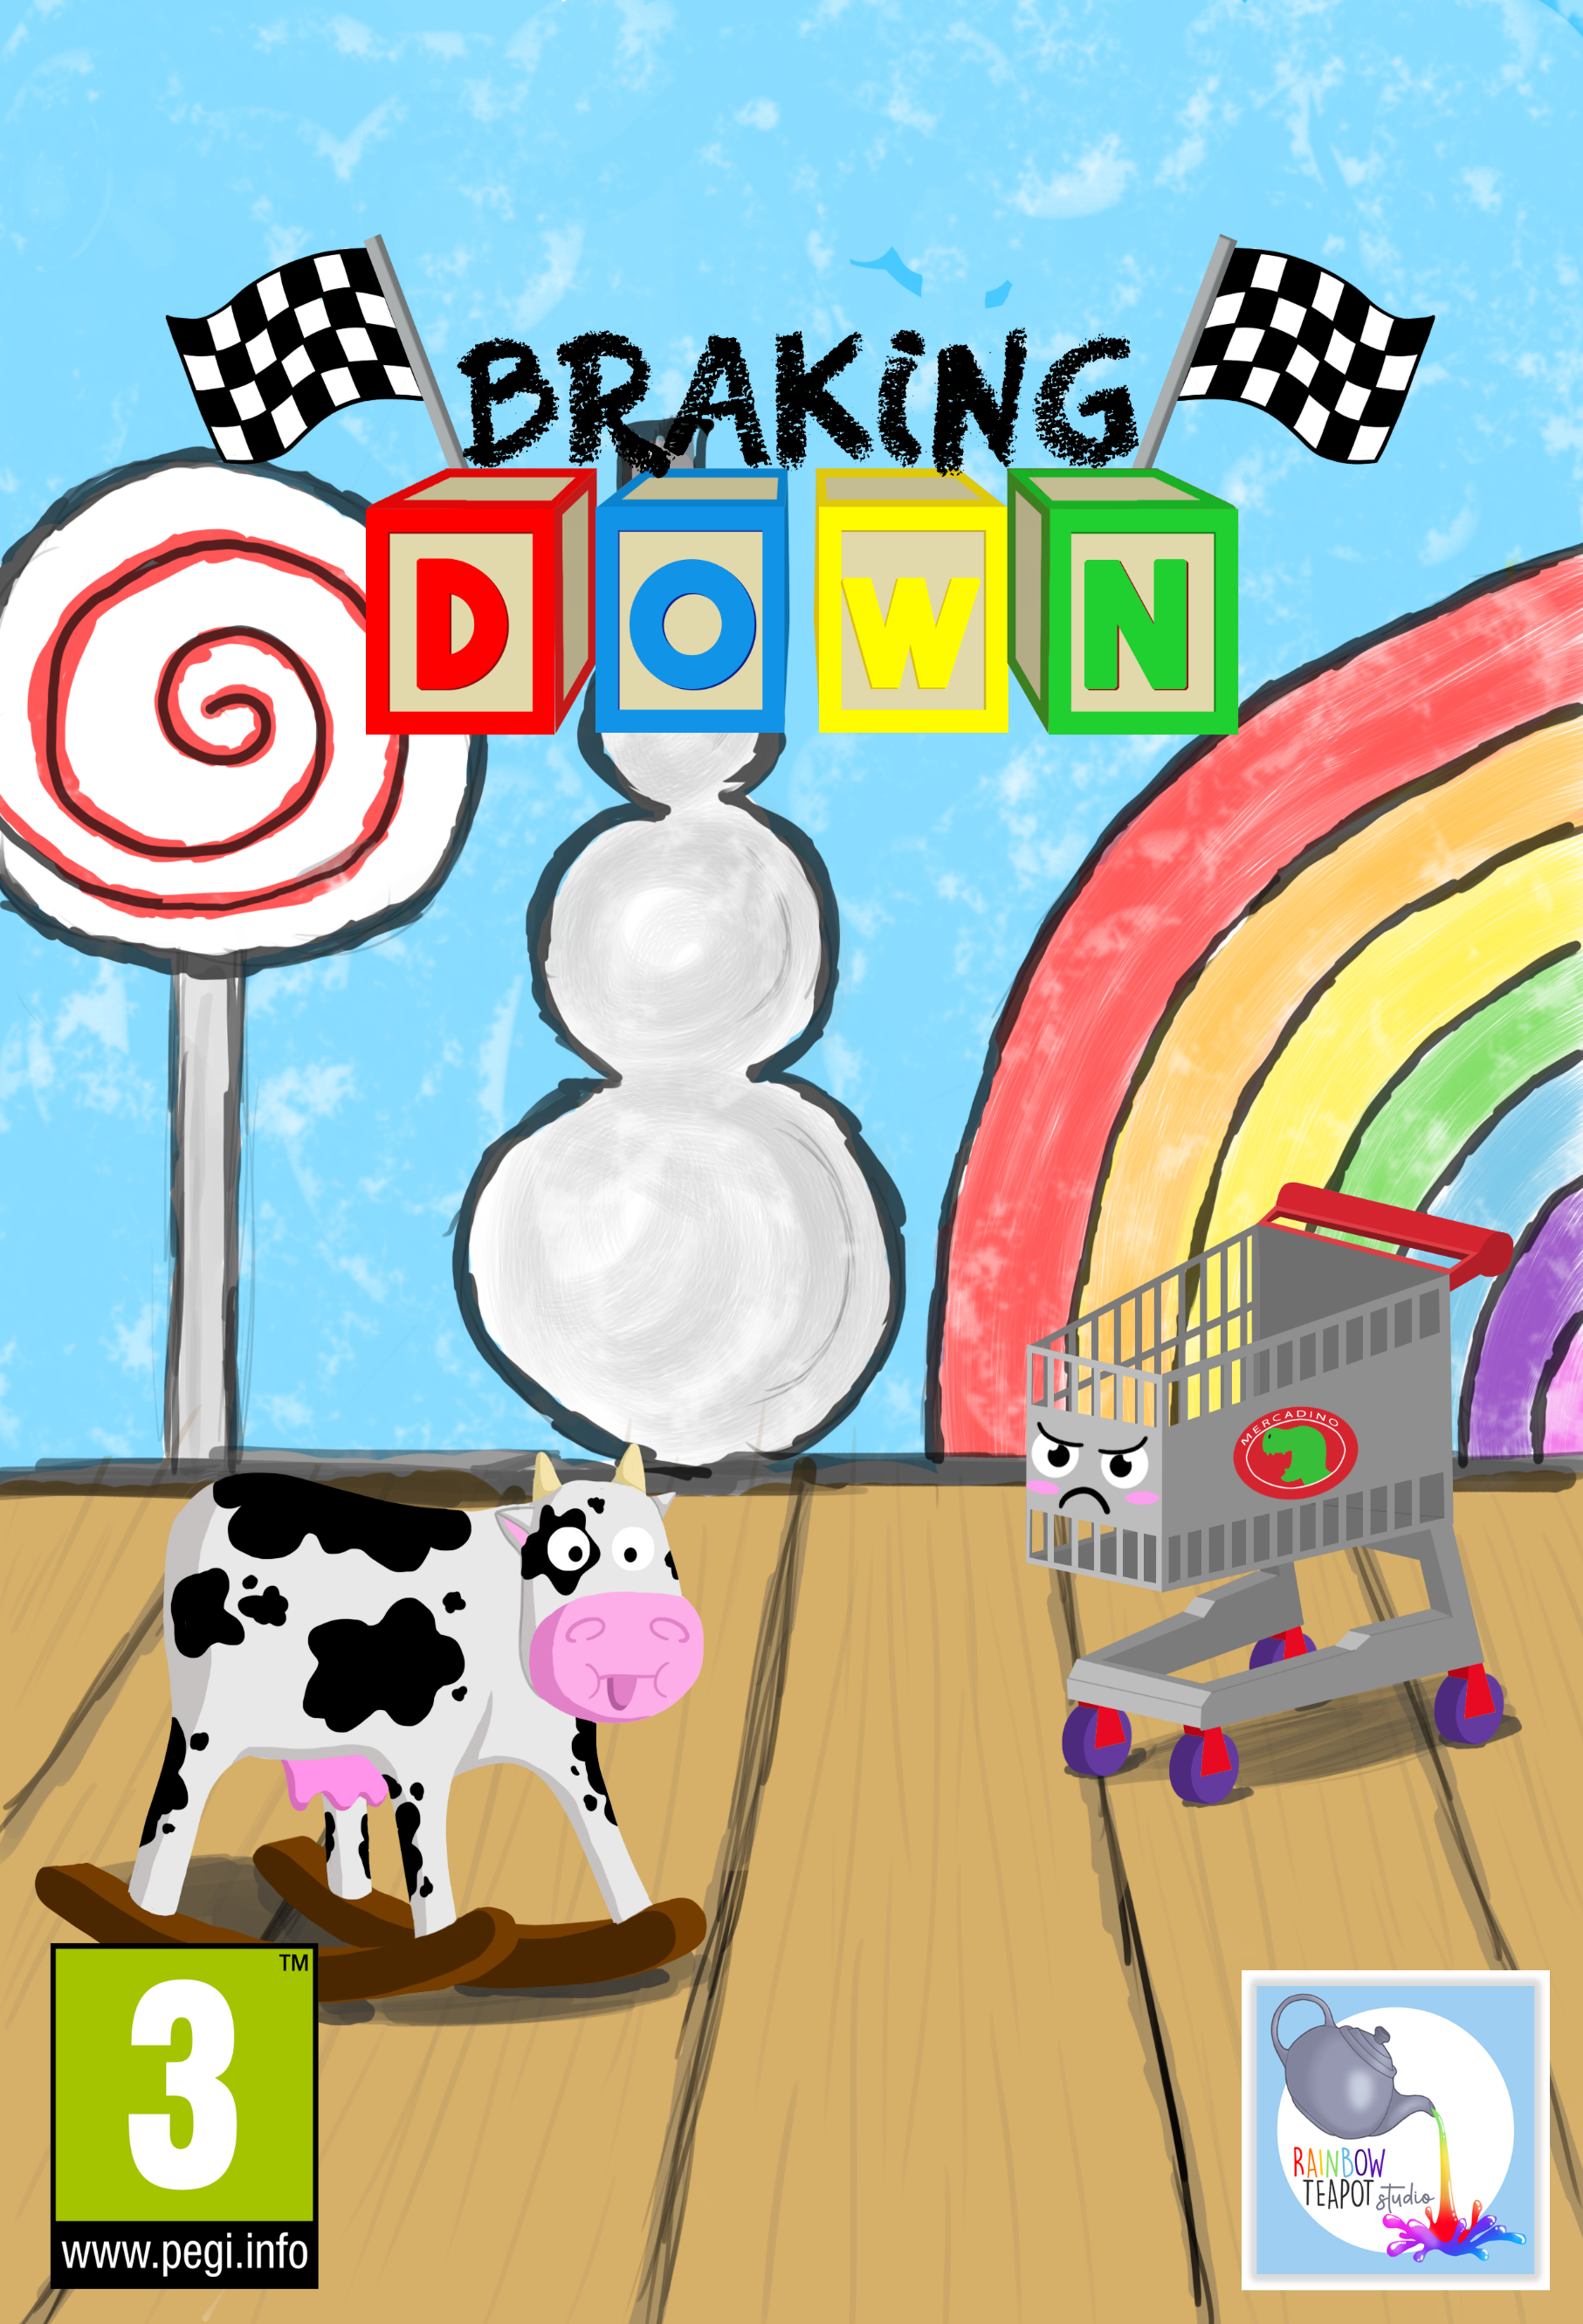 BRAKiNG
DOWN
MERCADINO
3
TM
www.pegi.info
RAINBOW
TEAPOT studio